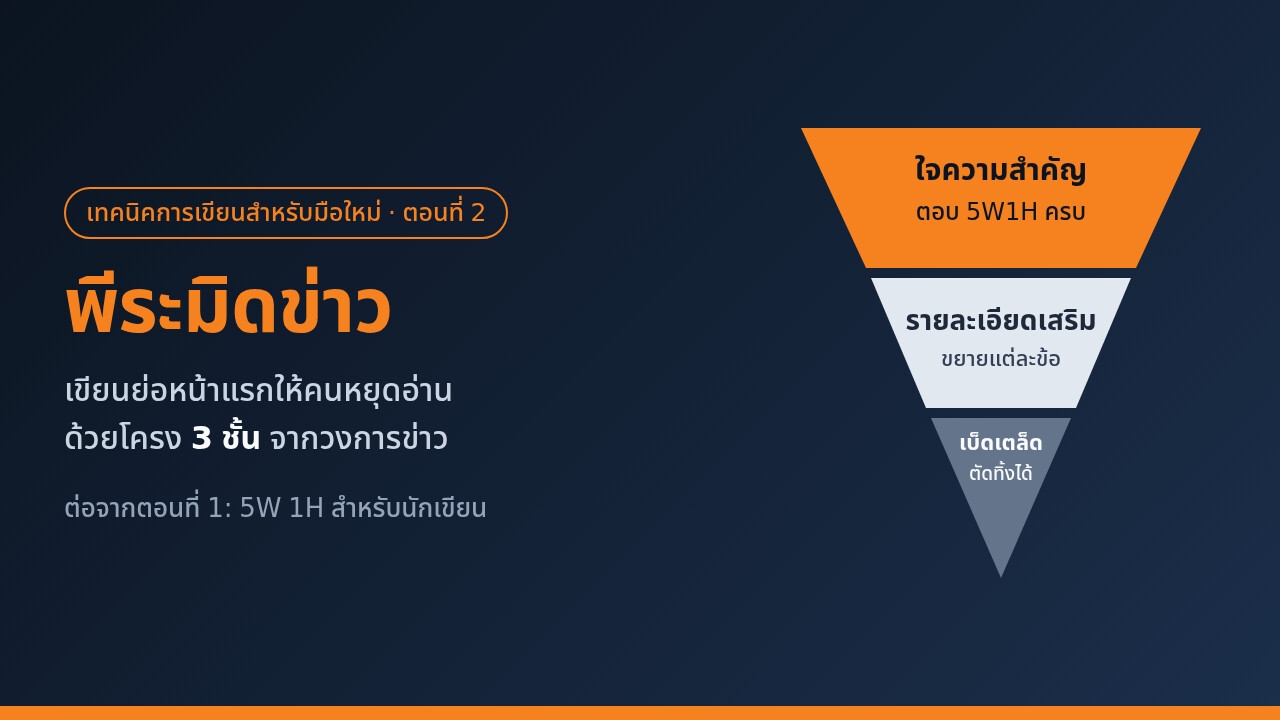 เทคนิคการเขียนสำหรับมือใหม่ · ตอนที่ 2
พีระมิดข่าว
เขียนย่อหน้าแรกให้คนหยุดอ่าน
ด้วยโครง 3 ชั้น จากวงการข่าว
ต่อจากตอนที่ 1: 5W 1H สำหรับนักเขียน
ใจความสำคัญ
ตอบ 5W1H ครบ
รายละเอียดเสริม
ขยายแต่ละข้อ
เบ็ดเตล็ด
ตัดทิ้งได้